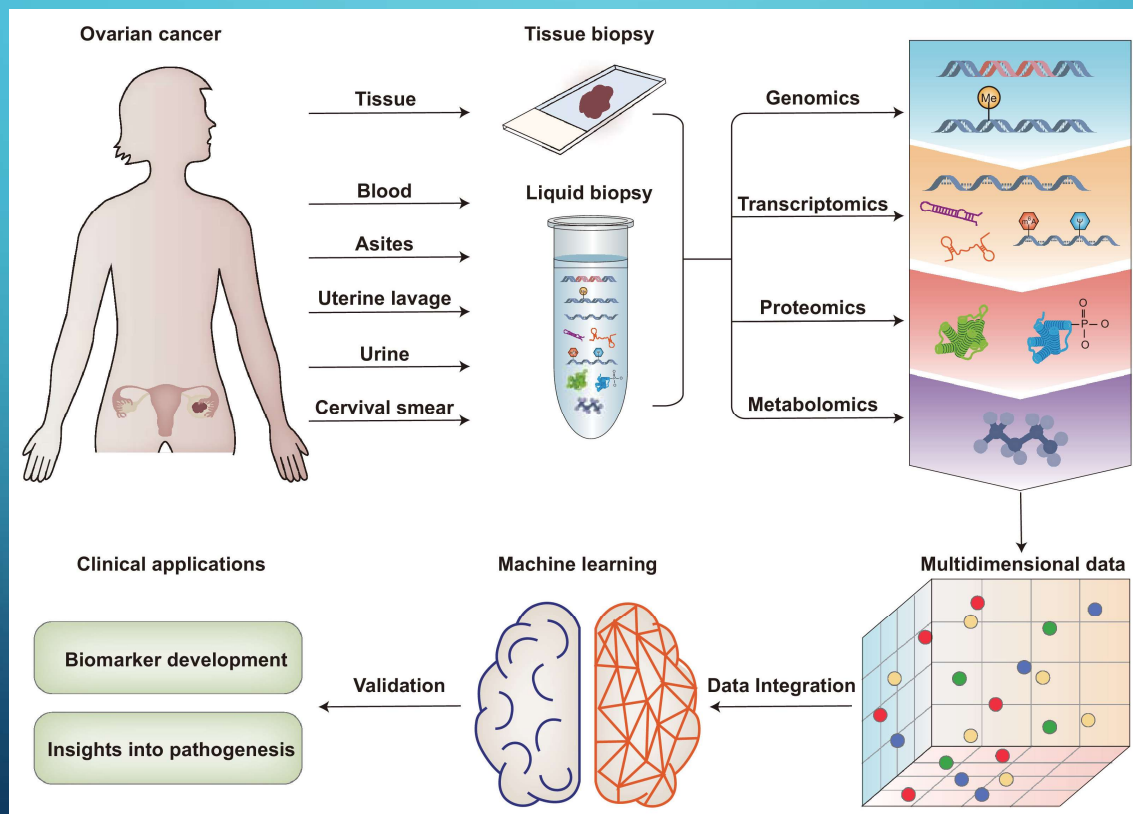 Ovarian cancer
Tissue biopsy
Tissue
Genomics
Me
Blood
Liquid biopsy
Transcriptomics
Asites
Me
Uterine lavage
Proteomics
P
O
O
O
Urine
Cervival smear
Metabolomics
Clinical applications
Machine learning
Multidimensional data
Biomarker development
Validation
Data Integration
Insights into pathogenesis